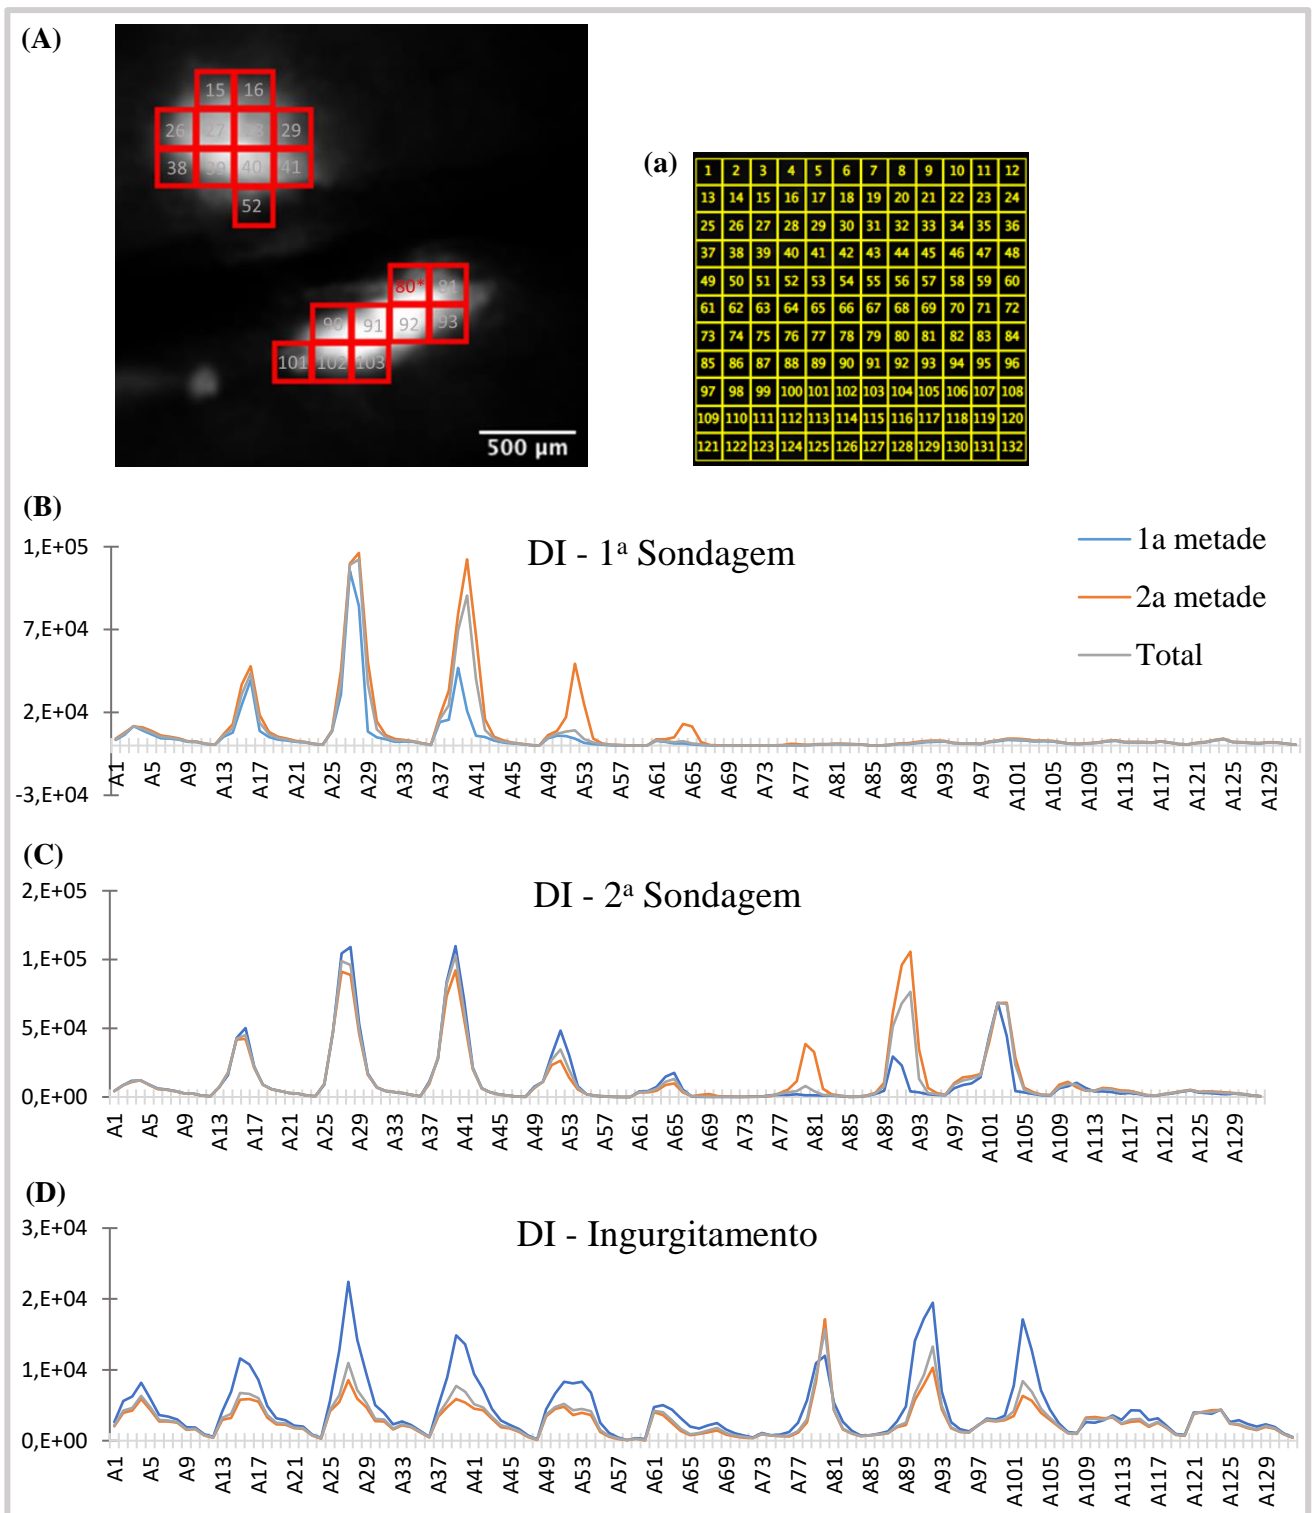 (A)
15 16
26 27 28 29
38 39 40 41
52
80* 81
90 91 92 93
101 102 103
500 µm
(a)
1 2 3 4 5 6 7 8 9 10 11 12
13 14 15 16 17 18 19 20 21 22 23 24
25 26 27 28 29 30 31 32 33 34 35 36
37 38 39 40 41 42 43 44 45 46 47 48
49 50 51 52 53 54 55 56 57 58 59 60
61 62 63 64 65 66 67 68 69 70 71 72
73 74 75 76 77 78 79 80 81 82 83 84
85 86 87 88 89 90 91 92 93 94 95 96
97 98 99 100 101 102 103 104 105 106 107 108
109 110 111 112 113 114 115 116 117 118 119 120
121 122 123 124 125 126 127 128 129 130 131 132
(B)
DI - 1ª Sondagem
1a metade
2a metade
Total
1,E+05
7,E+04
2,E+04
-3,E+04
A1 A5 A9 A13 A17 A21 A25 A29 A33 A37 A41 A45 A49 A53 A57 A61 A65 A69 A73 A77 A81 A85 A89 A93 A97 A101 A105 A109 A113 A117 A121 A125 A129
(C)
DI - 2ª Sondagem
2,E+05
1,E+05
5,E+04
0,E+00
A1 A5 A9 A13 A17 A21 A25 A29 A33 A37 A41 A45 A49 A53 A57 A61 A65 A69 A73 A77 A81 A85 A89 A93 A97 A101 A105 A109 A113 A117 A121 A125 A129
(D)
DI - Ingurgitamento
3,E+04
2,E+04
1,E+04
0,E+00
A1 A5 A9 A13 A17 A21 A25 A29 A33 A37 A41 A45 A49 A53 A57 A61 A65 A69 A73 A77 A81 A85 A89 A93 A97 A101 A105 A109 A113 A117 A121 A125 A129